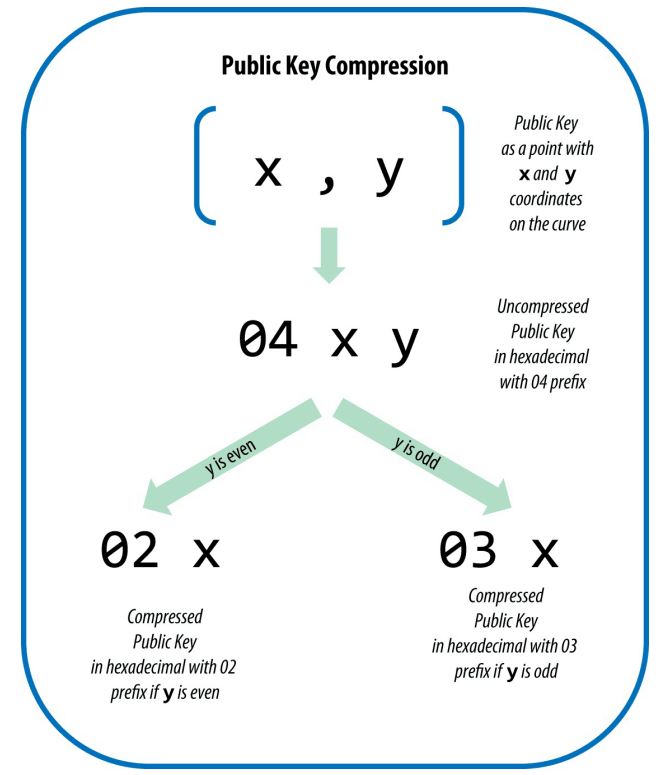 Public Key Compression
x , y
Public Key
as a point with
x and y
coordinates
on the curve
04 x y
Uncompressed
Public Key
in hexadecimal
with 04 prefix
y is even
y is odd
02 x
03 x
Compressed
Public Key
in hexadecimal with 02
prefix if y is even
Compressed
Public Key
in hexadecimal with 03
prefix if y is odd